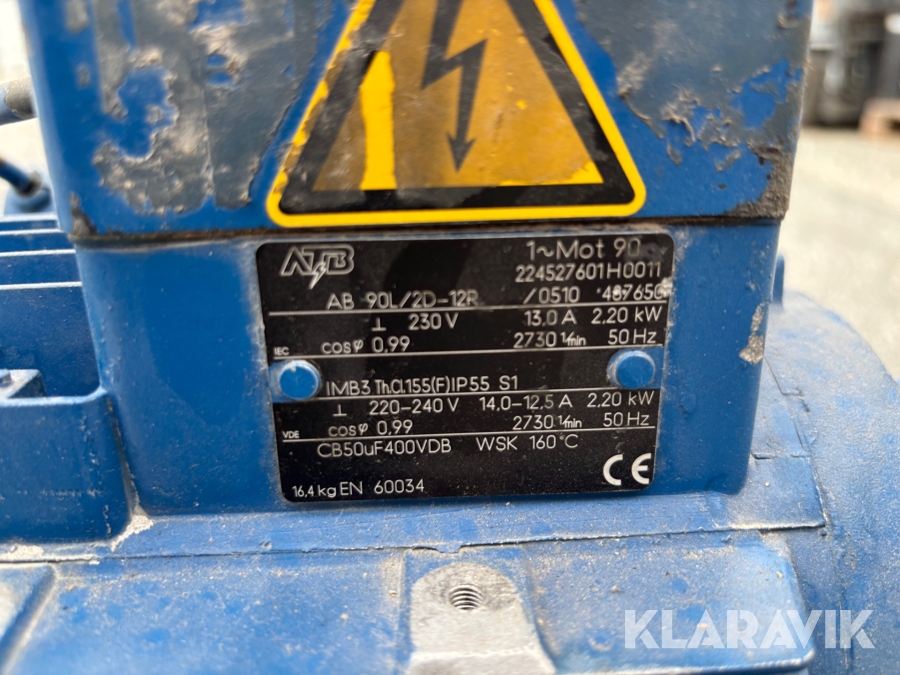 ATB
1~Mot 90
224527601H0011
AB 90L/2D-12R /0510 487650
⊥ 230 V 13,0 A 2,20 kW
IEC cosφ 0,99 2730 1/min 50 Hz
IMB3 Th.Cl.155(F)IP55 S1
⊥ 220-240 V 14,0-12,5 A 2,20 kW
VDE cosφ 0,99 2730 1/min 50 Hz
CB50uF400VDB WSK 160°C
16,4 kg EN 60034 CE
KLARAVIK